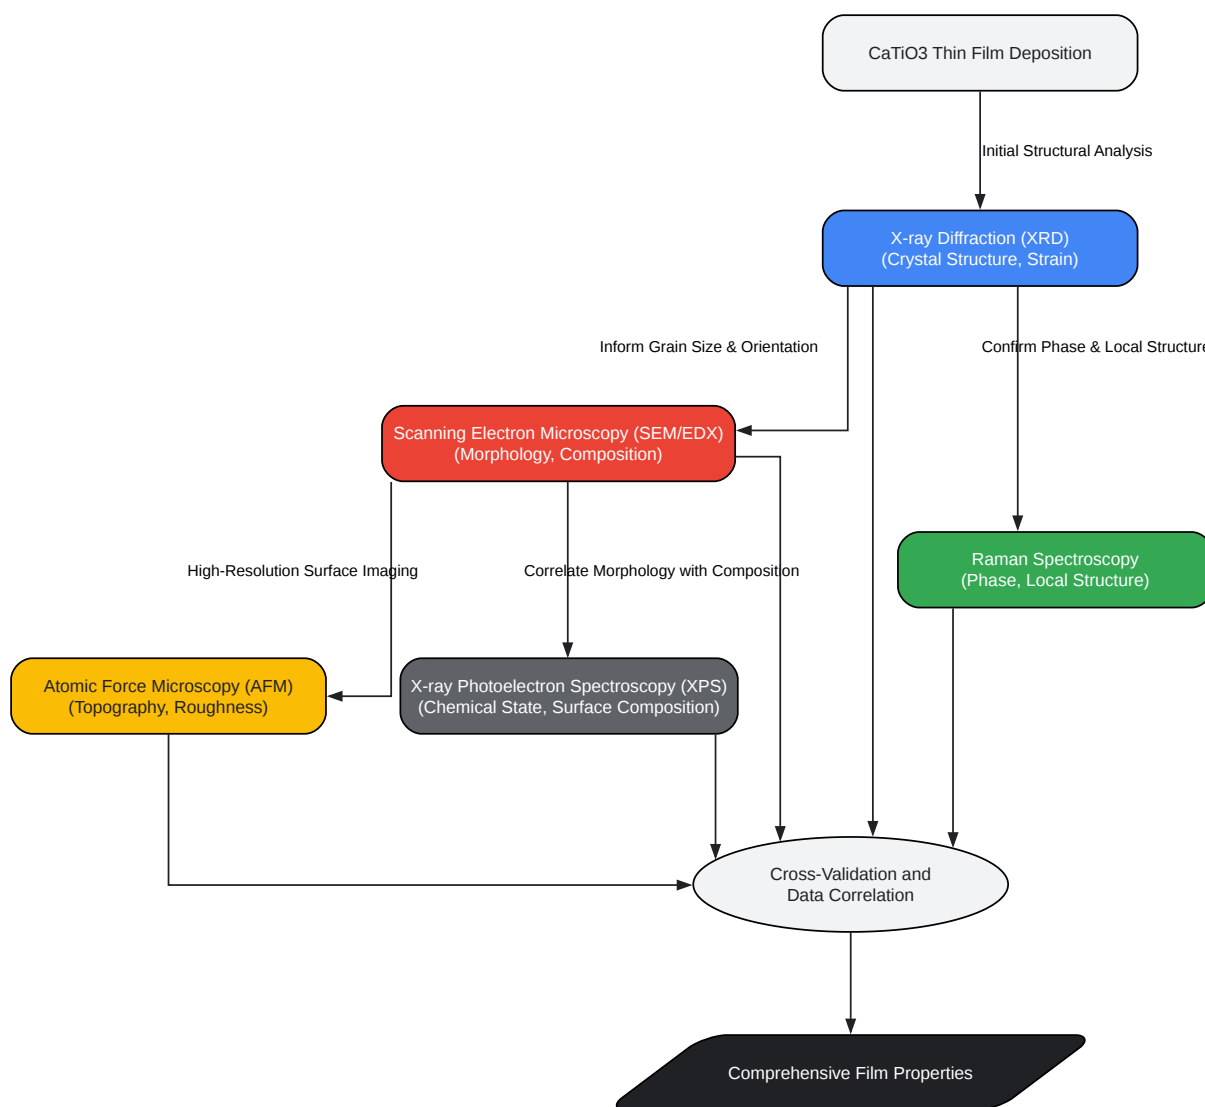 CaTiO3 Thin Film Deposition
Initial Structural Analysis
X-ray Diffraction (XRD)
(Crystal Structure, Strain)
Inform Grain Size & Orientation
Confirm Phase & Local Structure
Scanning Electron Microscopy (SEM/EDX)
(Morphology, Composition)
Raman Spectroscopy
(Phase, Local Structure)
High-Resolution Surface Imaging
Correlate Morphology with Composition
Atomic Force Microscopy (AFM)
(Topography, Roughness)
X-ray Photoelectron Spectroscopy (XPS)
(Chemical State, Surface Composition)
Cross-Validation and
Data Correlation
Comprehensive Film Properties